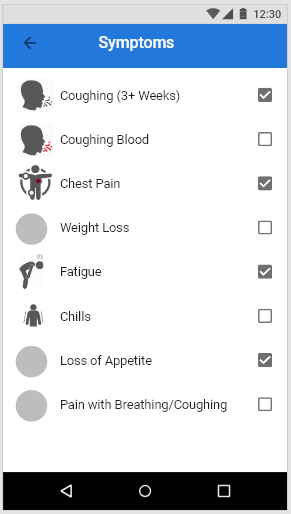 12:30
Symptoms
Coughing (3+ Weeks)
Coughing Blood
Chest Pain
Weight Loss
Fatigue
Chills
Loss of Appetite
Pain with Breathing/Coughing